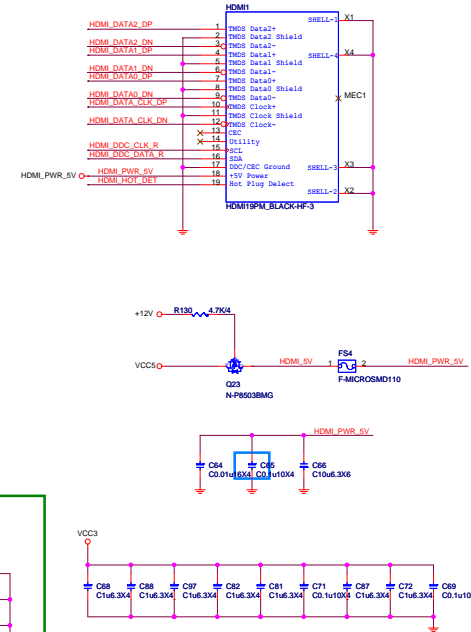 HDMI1
HDMI_DATA2_DP 1 TMDS Data2+ SHELL-1 X1
2 TMDS Data2 Shield
HDMI_DATA2_DN 3 TMDS Data2-
HDMI_DATA1_DP 4 TMDS Data1+ SHELL-4 X4
5 TMDS Data1 Shield
HDMI_DATA1_DN 6 TMDS Data1-
HDMI_DATA0_DP 7 TMDS Data0+
8 TMDS Data0 Shield
HDMI_DATA0_DN 9 TMDS Data0- MEC1
HDMI_DATA_CLK_DP 10 TMDS Clock+
11 TMDS Clock Shield
HDMI_DATA_CLK_DN 12 TMDS Clock-
13 CEC
14 Utility
HDMI_DDC_CLK_R 15 SCL
HDMI_DDC_DATA_R 16 SDA
17 DDC/CEC Ground SHELL-3 X3
HDMI_PWR_5V HDMI_PWR_5V 18 +5V Power
HDMI_HOT_DET 19 Hot Plug Delect
SHELL-2 X2
HDMI19PM_BLACK-HF-3
+12V R130 4.7K/4
VCC5 HDMI_5V 1 FS4 2 HDMI_PWR_5V
F-MICROSMD110
Q23
N-P8503BMG
HDMI_PWR_5V
C64 C65 C66
C0.01u16X4 C0.1u10X4 C10u6.3X6
VCC3
C68 C88 C97 C82 C81 C71 C87 C72 C69
C1u6.3X4 C1u6.3X4 C1u6.3X4 C1u6.3X4 C1u6.3X4 C0.1u10X4 C1u6.3X4 C1u6.3X4 C0.1u10